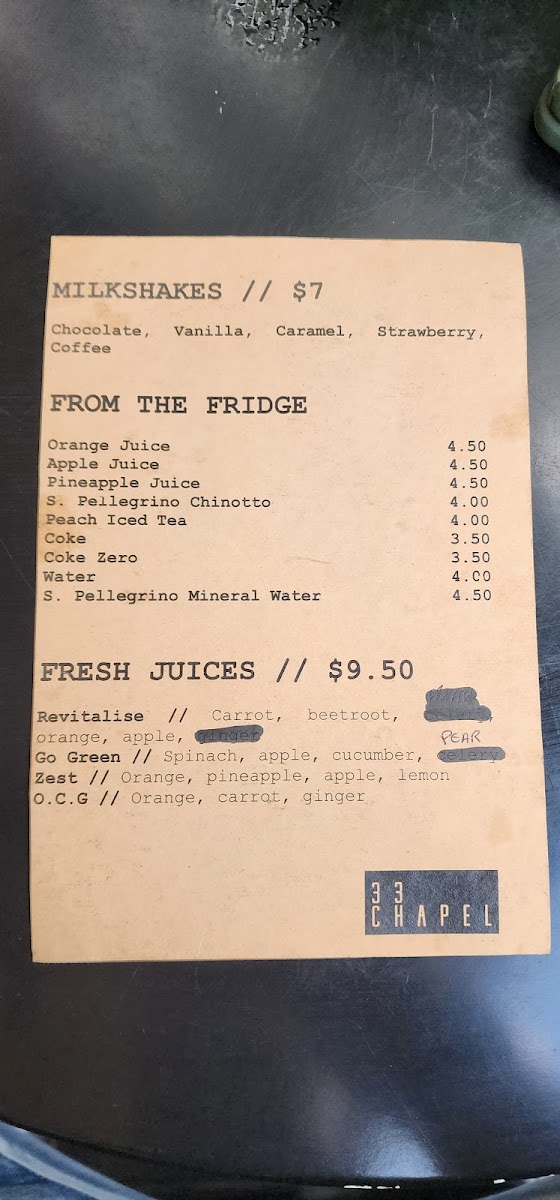 MILKSHAKES // $7
Chocolate, Vanilla, Caramel, Strawberry,
Coffee
FROM THE FRIDGE
Orange Juice 4.50
Apple Juice 4.50
Pineapple Juice 4.50
S. Pellegrino Chinotto 4.00
Peach Iced Tea 4.00
Coke 3.50
Coke Zero 3.50
Water 4.00
S. Pellegrino Mineral Water 4.50
FRESH JUICES // $9.50
Revitalise // Carrot, beetroot, celery,
orange, apple, ginger
PEAR
Go Green // Spinach, apple, cucumber, celery
Zest // Orange, pineapple, apple, lemon
O.C.G // Orange, carrot, ginger
33
CHAPEL